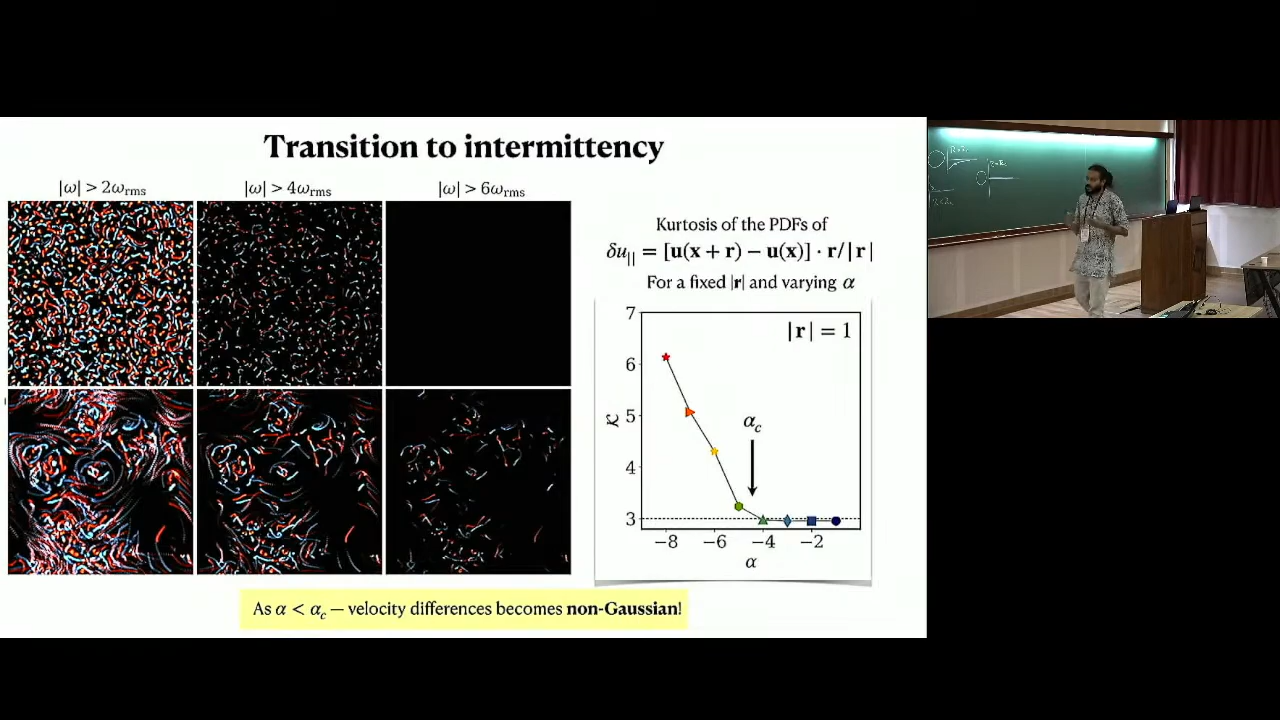 Transition to intermittency
|ω| > 2ω_rms
|ω| > 4ω_rms
|ω| > 6ω_rms
Kurtosis of the PDFs of
δu_|| = [u(x + r) − u(x)] · r/|r|
For a fixed |r| and varying α
7
|r| = 1
6
5
α_c
𝒦
4
3
−8
−6
−4
−2
α
As α < α_c – velocity differences becomes non-Gaussian!